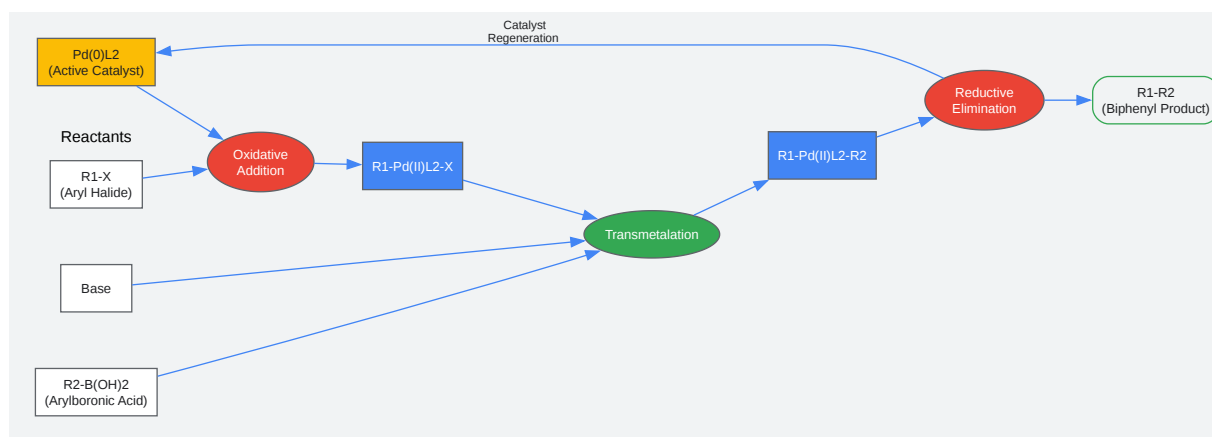 Catalyst
Regeneration
Pd(0)L2
(Active Catalyst)
Reactants
R1-X
(Aryl Halide)
Oxidative
Addition
R1-Pd(II)L2-X
Base
R2-B(OH)2
(Arylboronic Acid)
Transmetalation
R1-Pd(II)L2-R2
Reductive
Elimination
R1-R2
(Biphenyl Product)